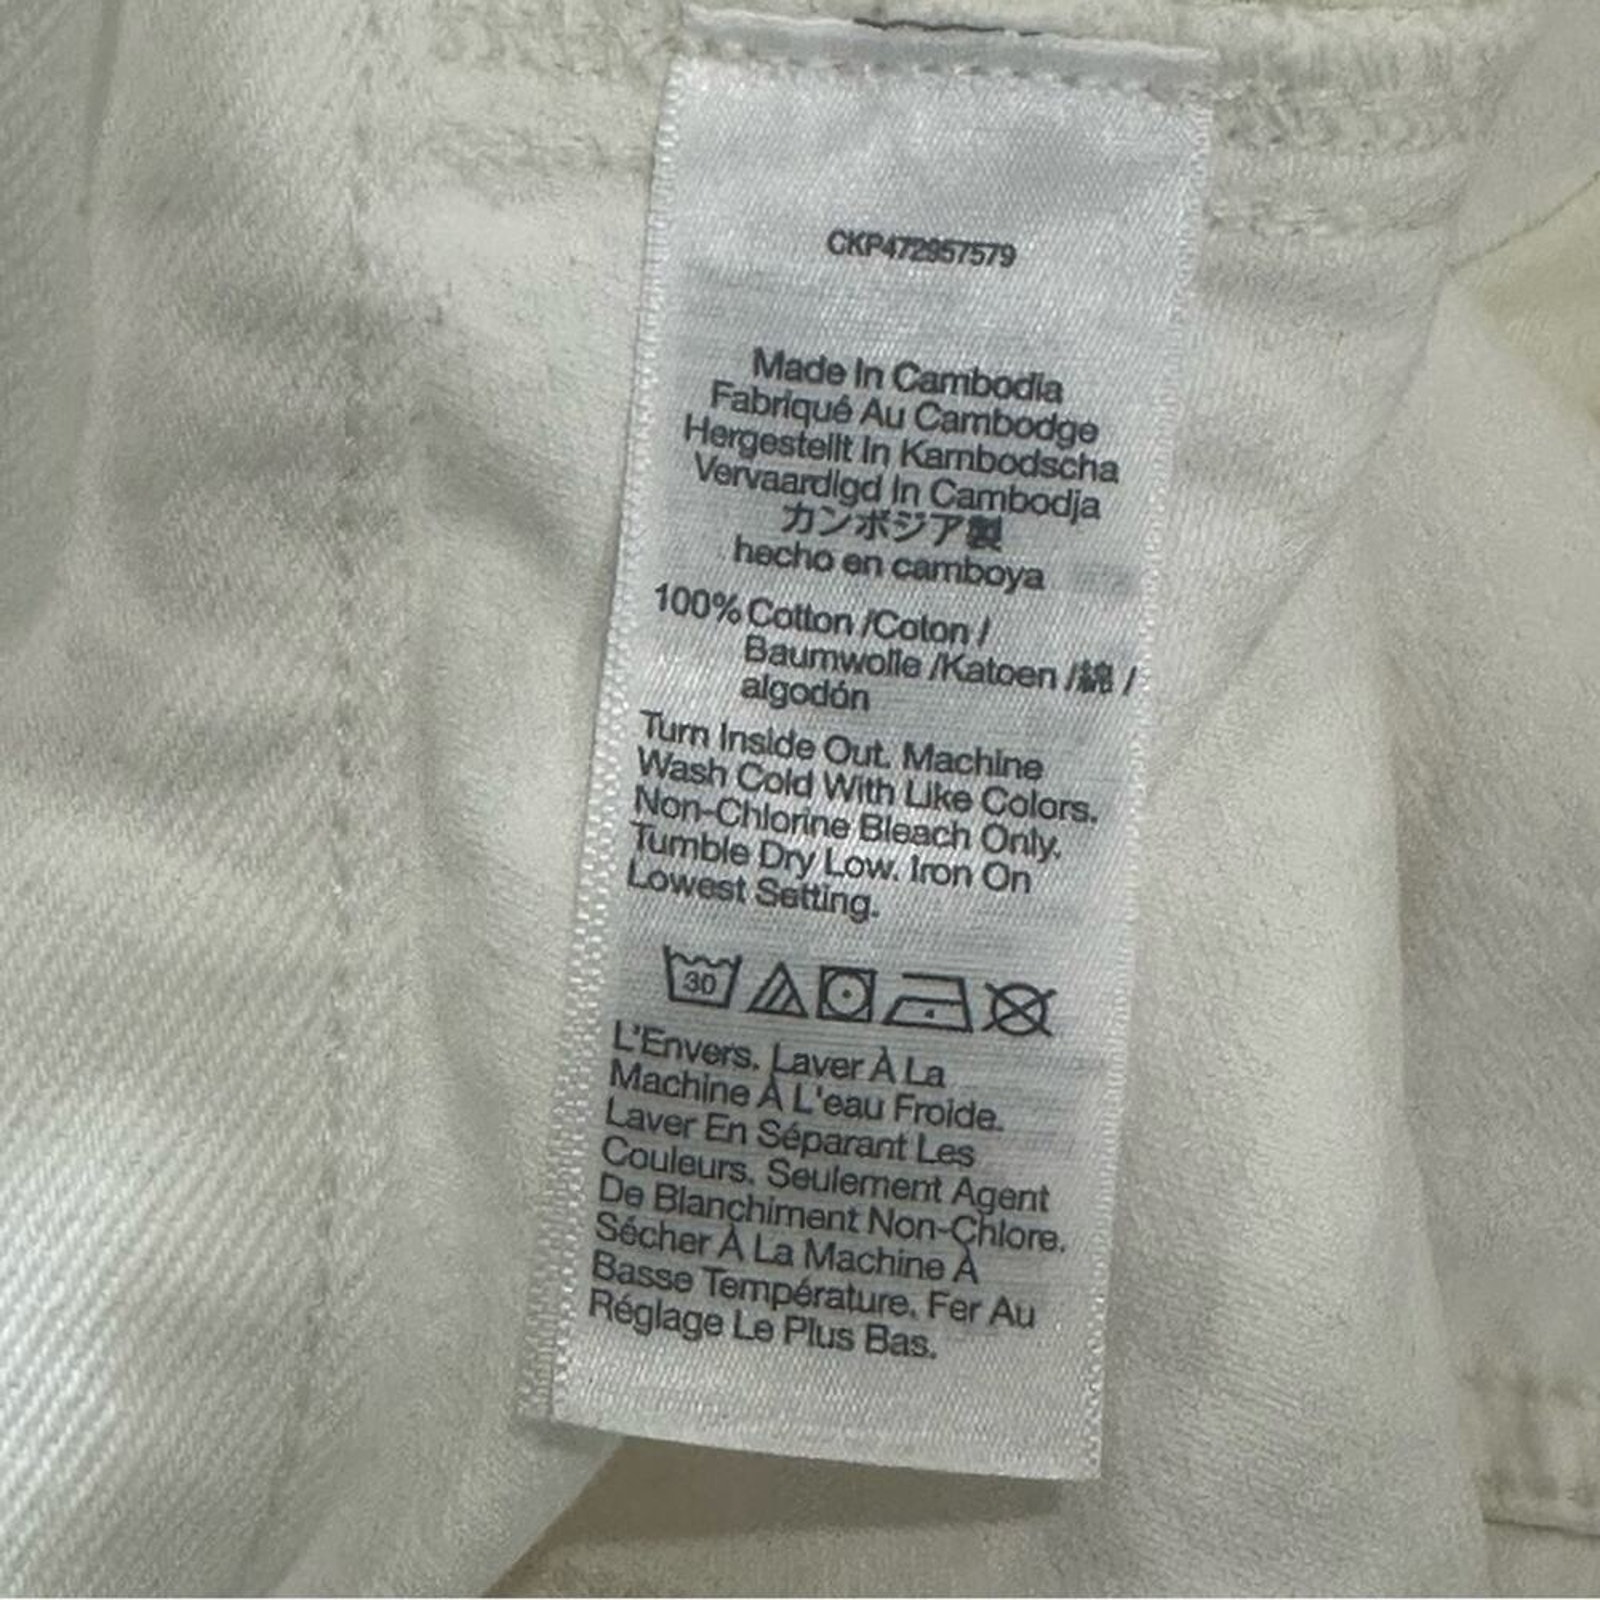 CKP472957579
Made In Cambodia
Fabriqué Au Cambodge
Hergestellt In Kambodscha
Vervaardigd In Cambodja
カンボジア製
hecho en camboya
100% Cotton /Coton /
Baumwolle /Katoen /綿 /
algodón
Turn Inside Out. Machine
Wash Cold With Like Colors.
Non-Chlorine Bleach Only.
Tumble Dry Low. Iron On
Lowest Setting.
30
L'Envers. Laver À La
Machine À L'eau Froide.
Laver En Séparant Les
Couleurs. Seulement Agent
De Blanchiment Non-Chlore.
Sécher À La Machine À
Basse Température. Fer Au
Réglage Le Plus Bas.